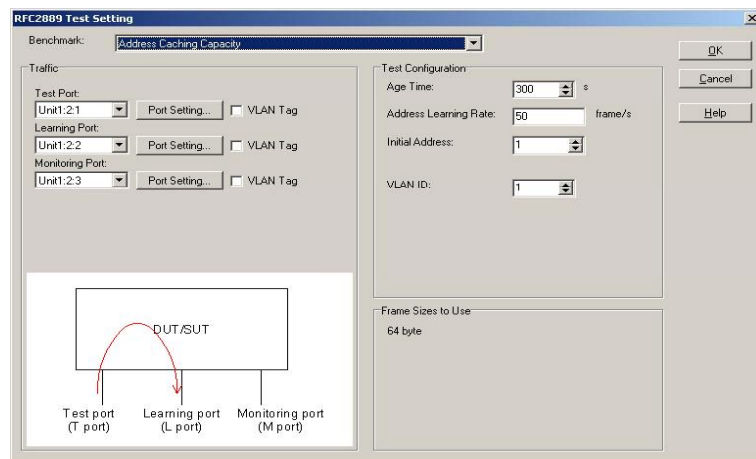 RFC2889 Test Setting
Benchmark: Address Caching Capacity
OK
Cancel
Help
Traffic
Test Port:
Unit1:2:1 Port Setting... VLAN Tag
Learning Port:
Unit1:2:2 Port Setting... VLAN Tag
Monitoring Port:
Unit1:2:3 Port Setting... VLAN Tag
DUT/SUT
Test port Learning port Monitoring port
(T port) (L port) (M port)
Test Configuration
Age Time: 300 s
Address Learning Rate: 50 frame/s
Initial Address: 1
VLAN ID: 1
Frame Sizes to Use
64 byte